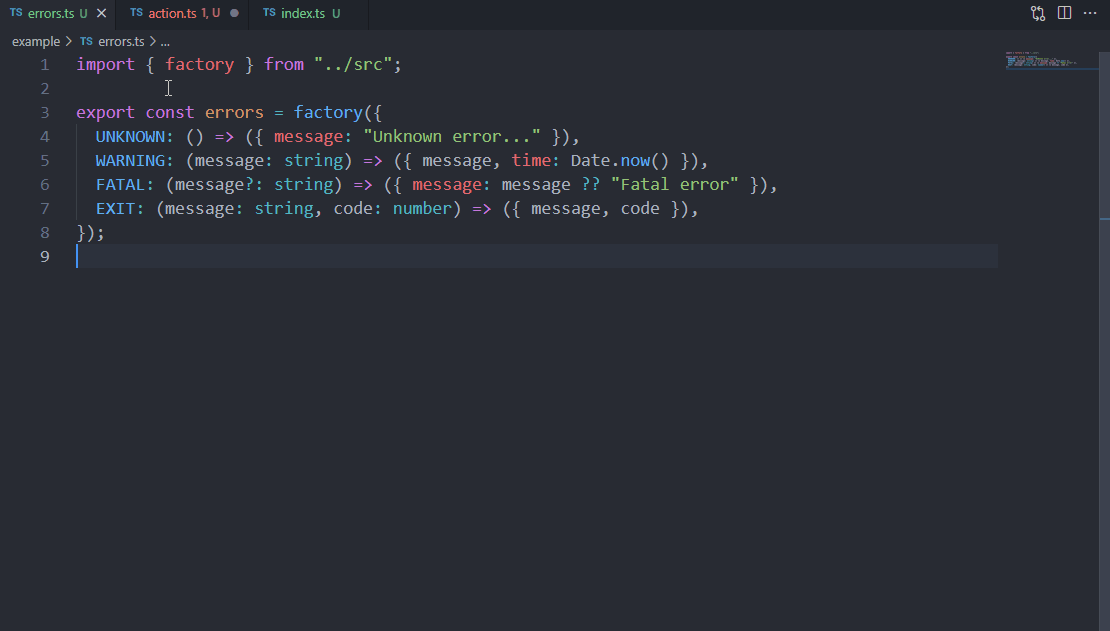 TS errors.ts U TS action.ts 1, U TS index.ts U
example > TS errors.ts > ...
1 import { factory } from "../src";
2
3 export const errors = factory({
4 UNKNOWN: () => ({ message: "Unknown error..." }),
5 WARNING: (message: string) => ({ message, time: Date.now() }),
6 FATAL: (message?: string) => ({ message: message ?? "Fatal error" }),
7 EXIT: (message: string, code: number) => ({ message, code }),
8 });
9